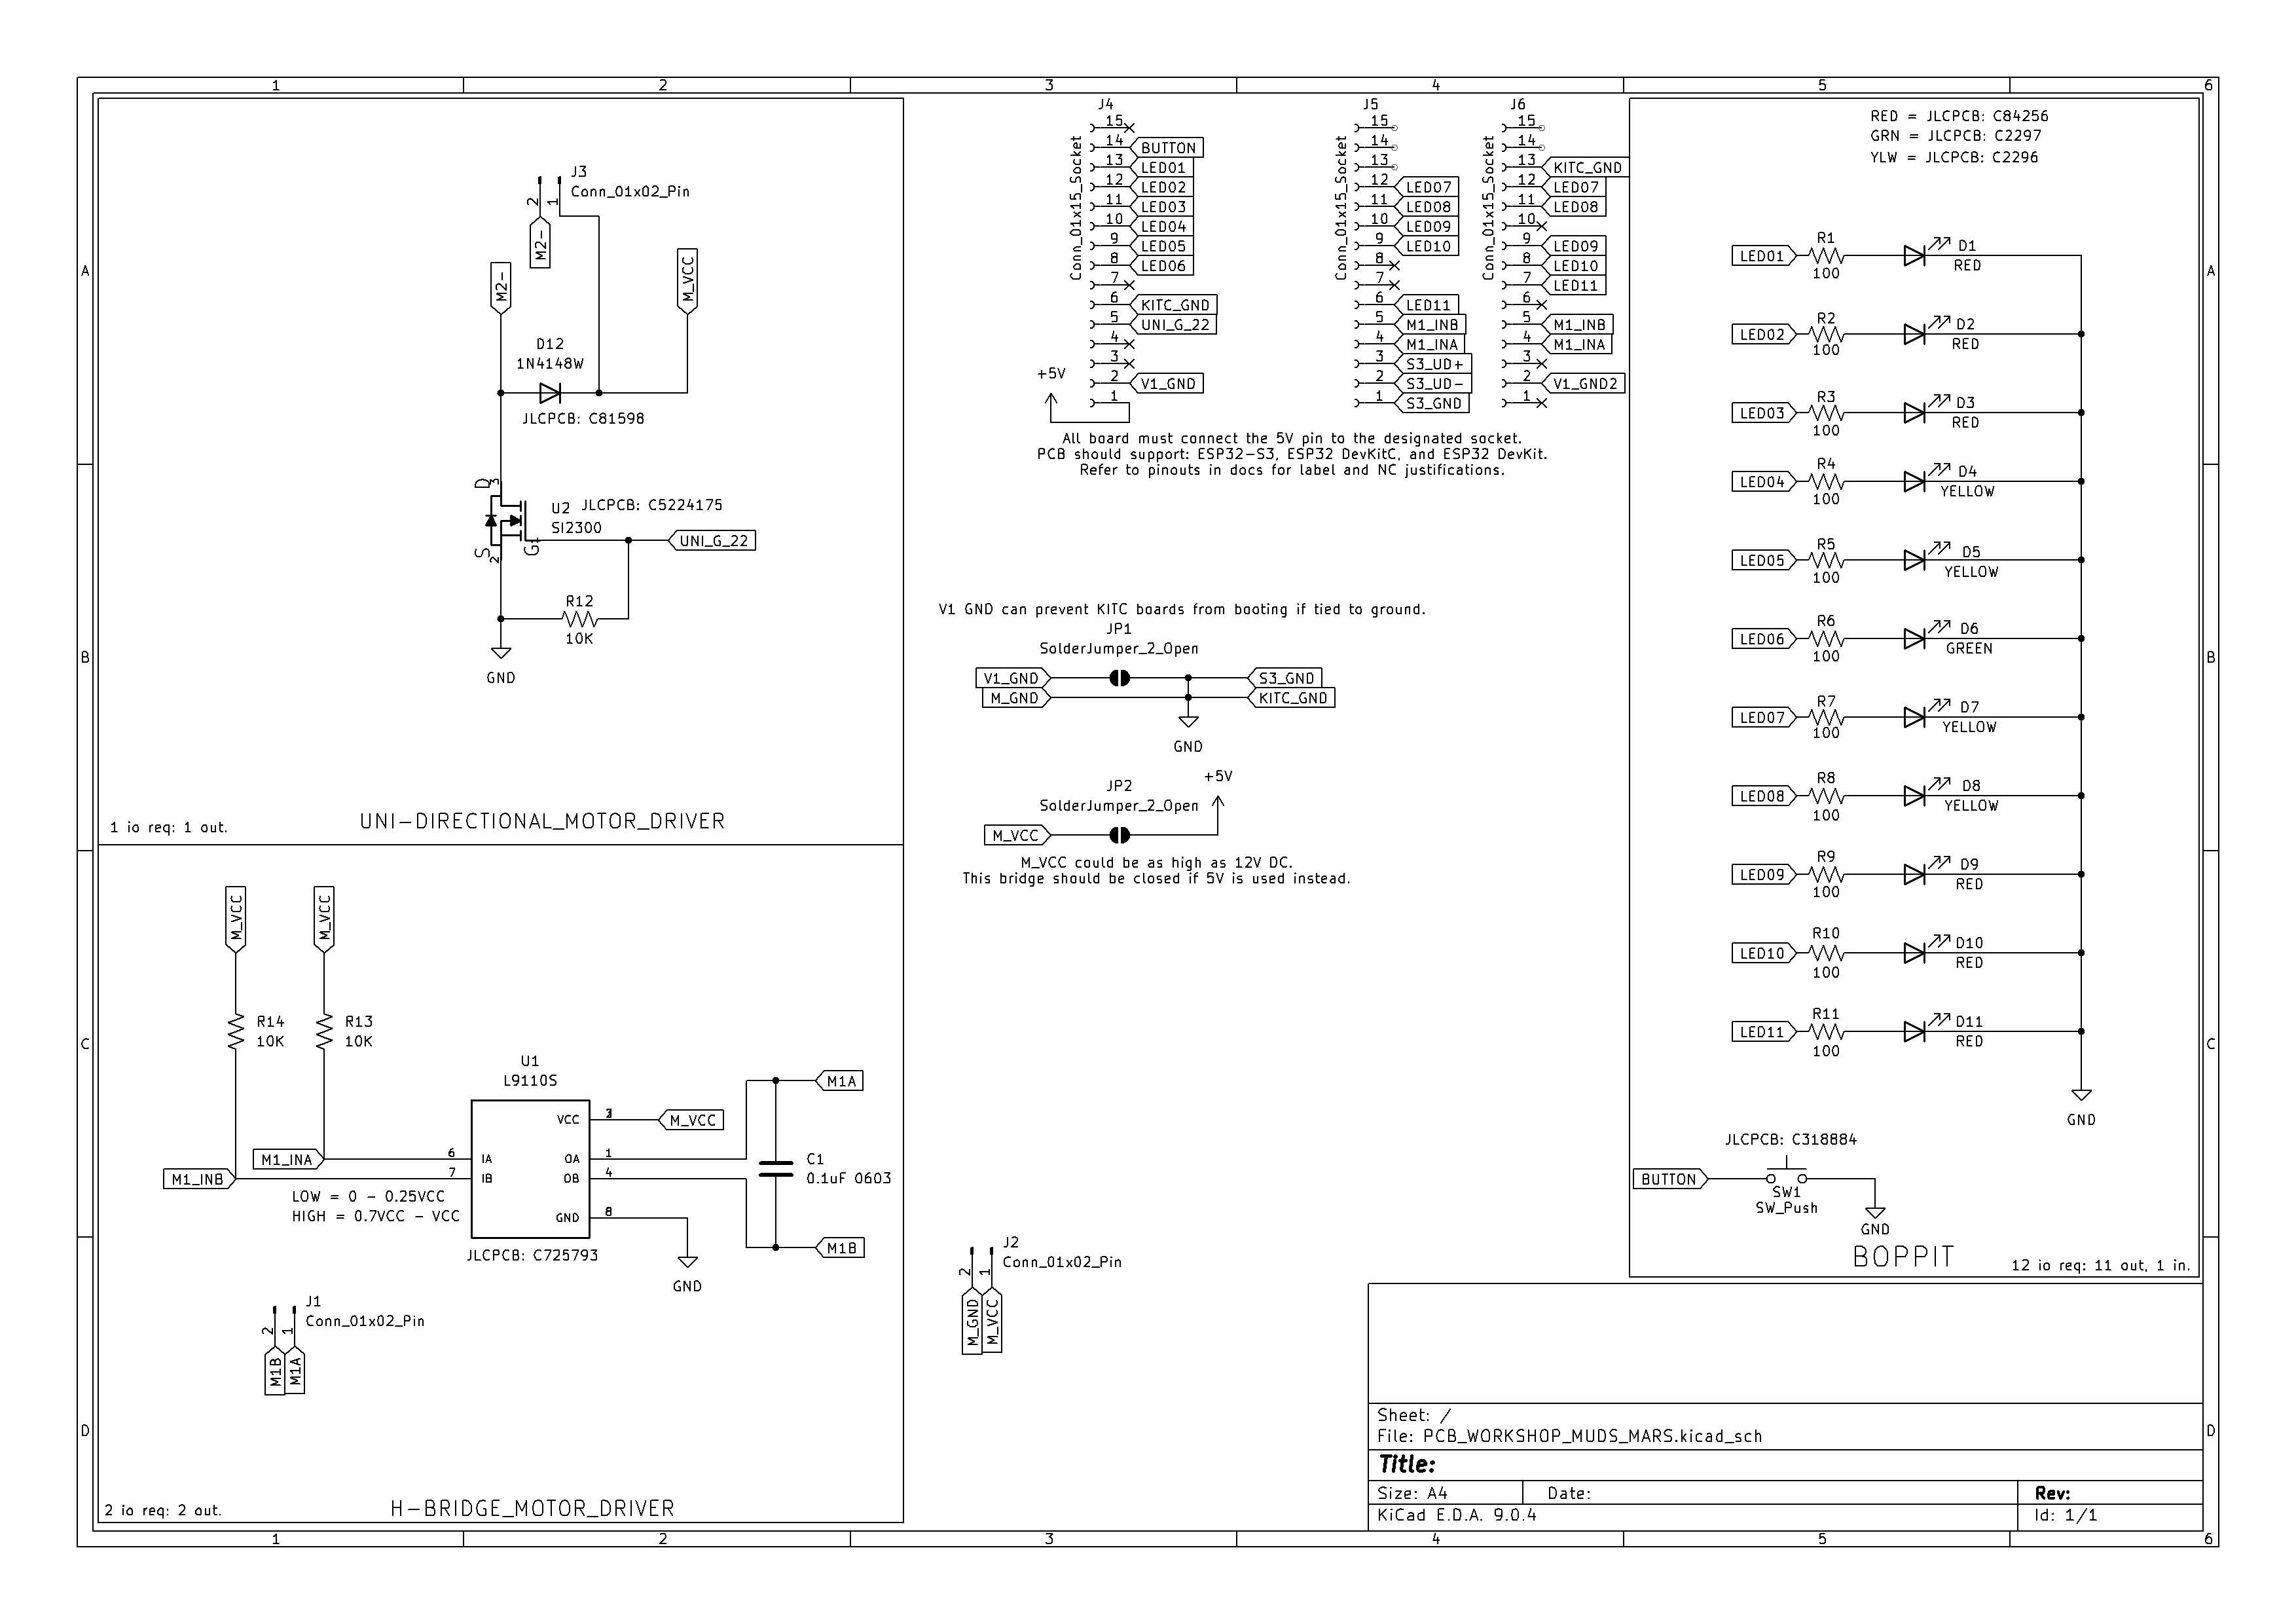 1 2 3 4 5 6
A
B
C
D
J3
Conn_01x02_Pin
2 1
M2-
M2-
M_VCC
D12
1N4148W
JLCPCB: C81598
D
3
U2 JLCPCB: C5224175
SI2300
G
1
S
2
UNI_G_22
R12
10K
GND
1 io req: 1 out.
UNI-DIRECTIONAL_MOTOR_DRIVER
M_VCC
M_VCC
R14
10K
R13
10K
U1
L9110S
VCC
M_VCC
M1_INA
6 IA
OA 1
M1_INB
7 IB
OB 4
GND 8
LOW = 0 - 0.25VCC
HIGH = 0.7VCC - VCC
JLCPCB: C725793
GND
M1A
C1
0.1uF 0603
M1B
J1
Conn_01x02_Pin
2 1
M1B
M1A
2 io req: 2 out.
H-BRIDGE_MOTOR_DRIVER
J4
Conn_01x15_Socket
15
14 BUTTON
13 LED01
12 LED02
11 LED03
10 LED04
9 LED05
8 LED06
7
6 KITC_GND
5 UNI_G_22
4
3
2 V1_GND
1
+5V
J5
Conn_01x15_Socket
15
14
13
12 LED07
11 LED08
10 LED09
9 LED10
8
7
6 LED11
5 M1_INB
4 M1_INA
3 S3_UD+
2 S3_UD-
1 S3_GND
J6
Conn_01x15_Socket
15
14
13 KITC_GND
12 LED07
11 LED08
10
9 LED09
8 LED10
7 LED11
6
5 M1_INB
4 M1_INA
3
2 V1_GND2
1
All board must connect the 5V pin to the designated socket.
PCB should support: ESP32-S3, ESP32 DevKitC, and ESP32 DevKit.
Refer to pinouts in docs for label and NC justifications.
V1 GND can prevent KITC boards from booting if tied to ground.
JP1
SolderJumper_2_Open
V1_GND S3_GND
M_GND KITC_GND
GND
+5V
JP2
SolderJumper_2_Open
M_VCC
M_VCC could be as high as 12V DC.
This bridge should be closed if 5V is used instead.
J2
Conn_01x02_Pin
2 1
M_GND
M_VCC
RED = JLCPCB: C84256
GRN = JLCPCB: C2297
YLW = JLCPCB: C2296
LED01 R1 100 D1 RED
LED02 R2 100 D2 RED
LED03 R3 100 D3 RED
LED04 R4 100 D4 YELLOW
LED05 R5 100 D5 YELLOW
LED06 R6 100 D6 GREEN
LED07 R7 100 D7 YELLOW
LED08 R8 100 D8 YELLOW
LED09 R9 100 D9 RED
LED10 R10 100 D10 RED
LED11 R11 100 D11 RED
GND
JLCPCB: C318884
BUTTON
SW1
SW_Push
GND
BOPPIT
12 io req: 11 out, 1 in.
Sheet: /
File: PCB_WORKSHOP_MUDS_MARS.kicad_sch
Title:
Size: A4 Date: Rev:
KiCad E.D.A. 9.0.4 Id: 1/1
A
B
C
D
1 2 3 4 5 6